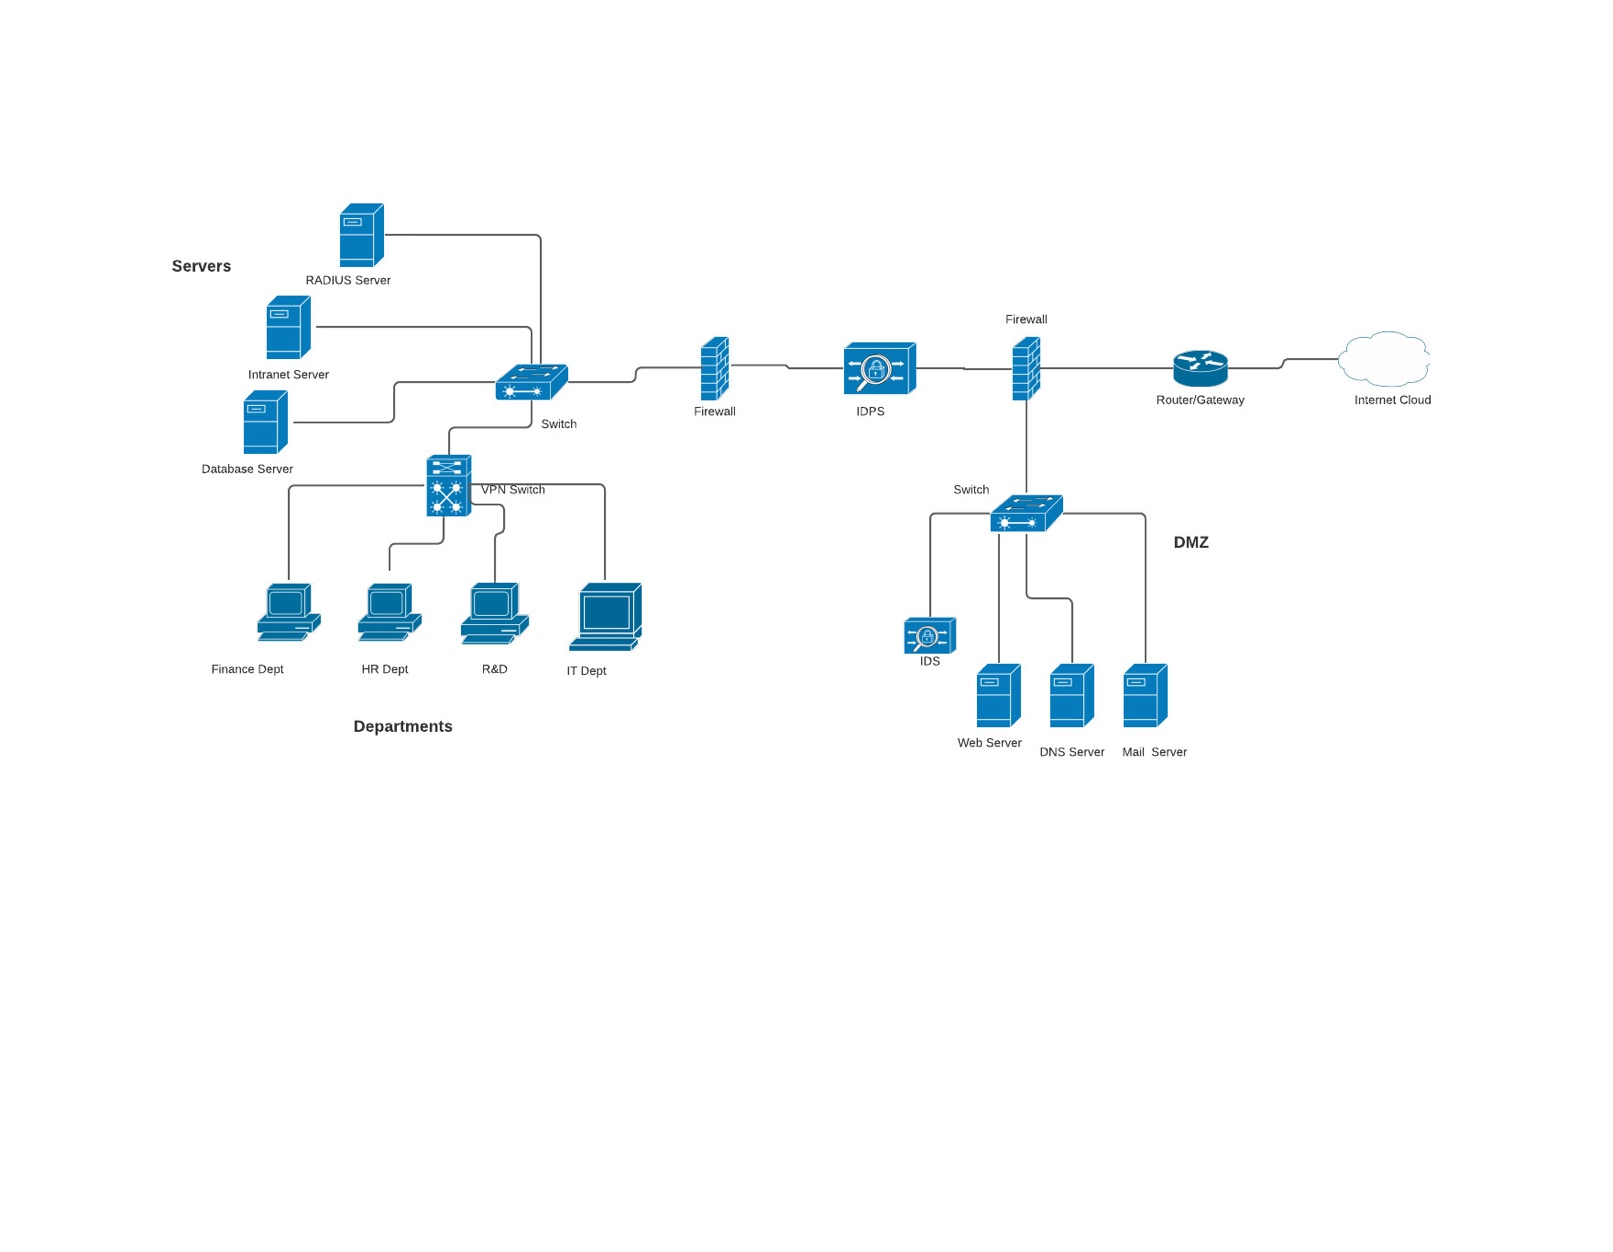 Servers
RADIUS Server
Intranet Server
Database Server
Switch
VPN Switch
Firewall
IDPS
Firewall
Router/Gateway
Internet Cloud
Finance Dept
HR Dept
R&D
IT Dept
Departments
Switch
DMZ
IDS
Web Server
DNS Server
Mail  Server